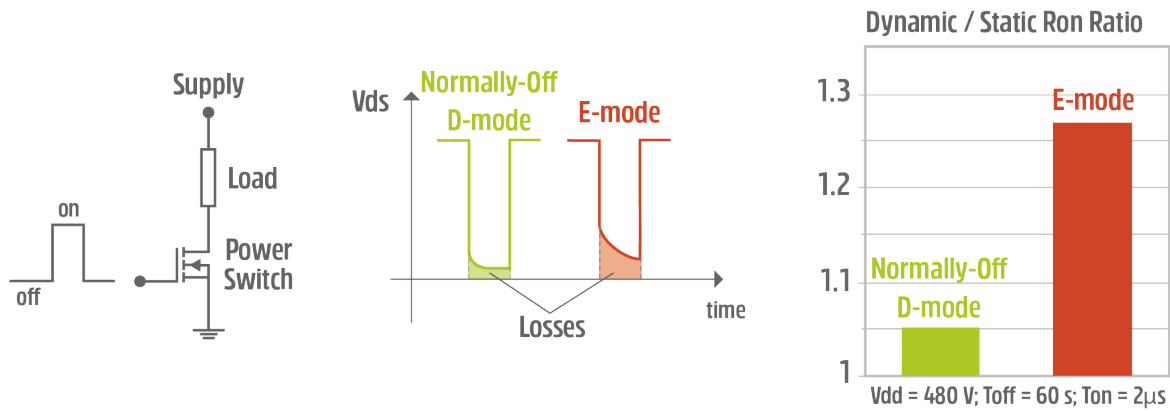 Supply
Load
on
Power
Switch
off
Vds
Normally-Off
D-mode
E-mode
time
Losses
Dynamic / Static Ron Ratio
1.3
E-mode
1.2
Normally-Off
1.1
D-mode
1
Vdd = 480 V; Toff = 60 s; Ton = 2µs